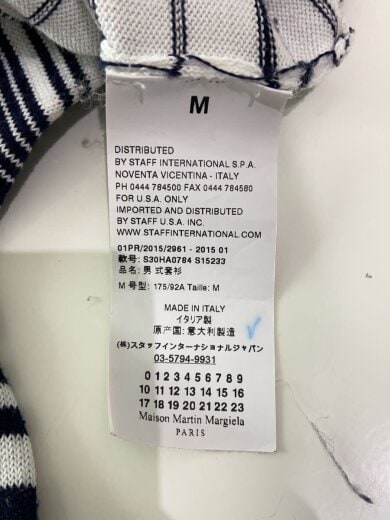 M
DISTRIBUTED
BY STAFF INTERNATIONAL S.P.A.
NOVENTA VICENTINA - ITALY
PH 0444 784500 FAX 0444 784580
FOR U.S.A. ONLY
IMPORTED AND DISTRIBUTED
BY STAFF U.S.A. INC.
WWW.STAFFINTERNATIONAL.COM
01PR/2015/2961 - 2015 01
款号: S30HA0784 S15233
品名: 男 式套衫
M 号型: 175/92A Taille: M
MADE IN ITALY
イタリア製
原产国: 意大利製造
(株)スタッフインターナショナルジャパン
03-5794-9931
0 1 2 3 4 5 6 7 8 9
10 11 12 13 14 15 16
17 18 19 20 21 22 23
Maison Martin Margiela
PARIS